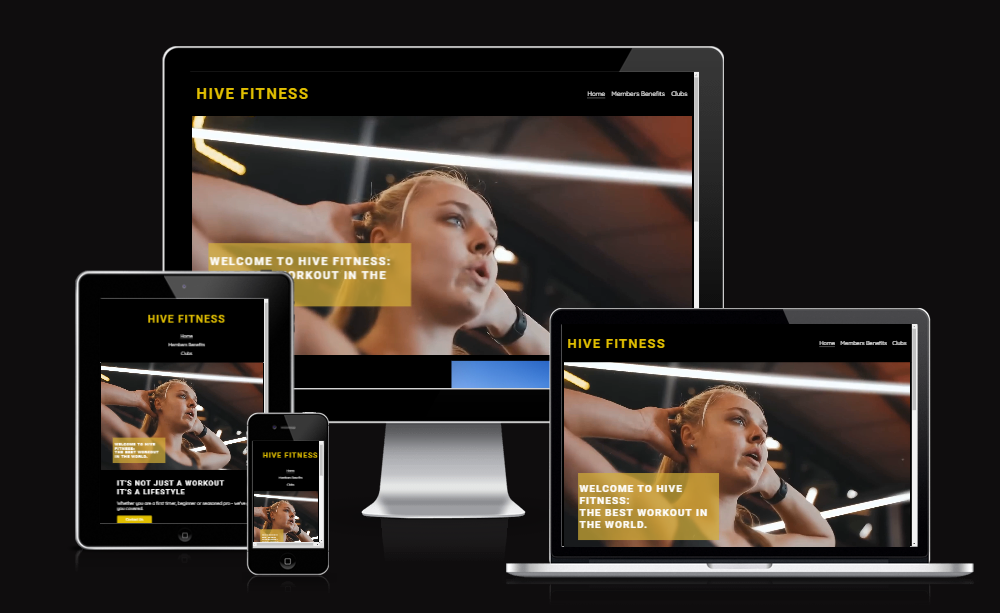 HIVE FITNESS
Home Members Benefits Clubs
WELCOME TO HIVE FITNESS:
WORKOUT IN THE
HIVE FITNESS
Home
Members Benefits
Clubs
WELCOME TO HIVE
FITNESS:
THE BEST WORKOUT
IN THE WORLD.
IT'S NOT JUST A WORKOUT
IT'S A LIFESTYLE
Whether you are a first timer, beginner or seasoned pro - we've
you covered.
HIVE FITNESS
Home
Members Benefits
Clubs
HIVE FITNESS
Home Members Benefits Clubs
WELCOME TO HIVE
FITNESS:
THE BEST WORKOUT IN
THE WORLD.